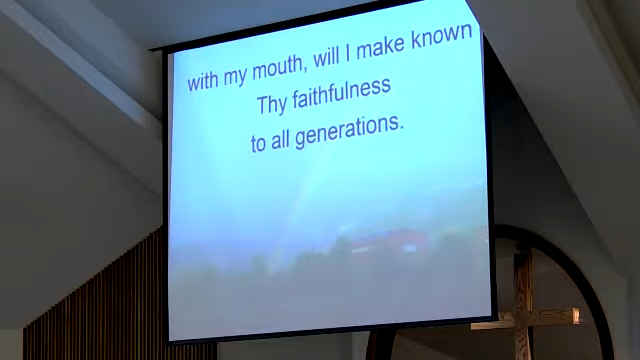 with my mouth, will I make known
Thy faithfulness
to all generations.